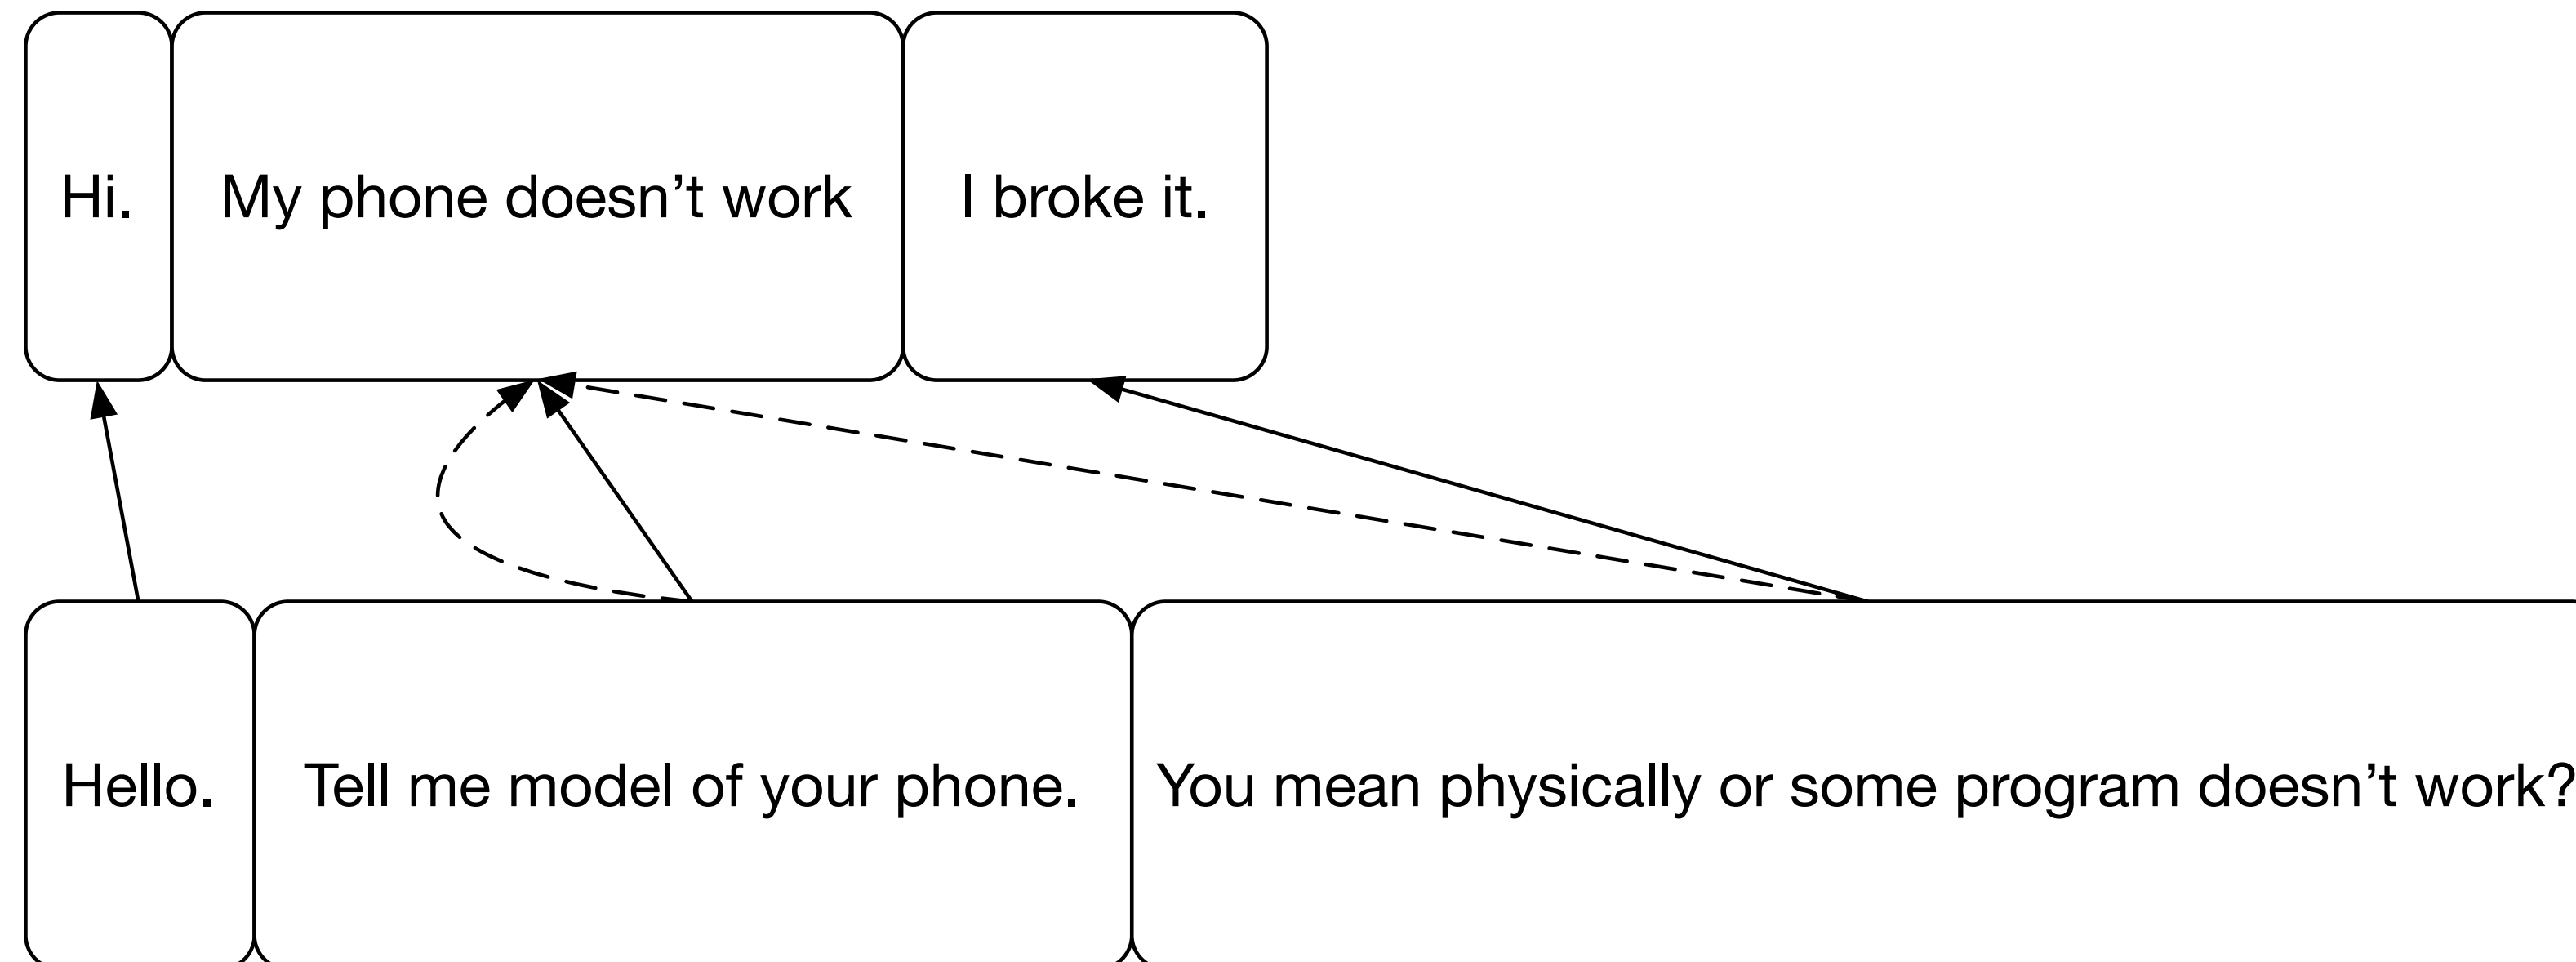 Hi.
My phone doesn’t work
I broke it.
Hello.
Tell me model of your phone.
You mean physically or some program doesn’t work?